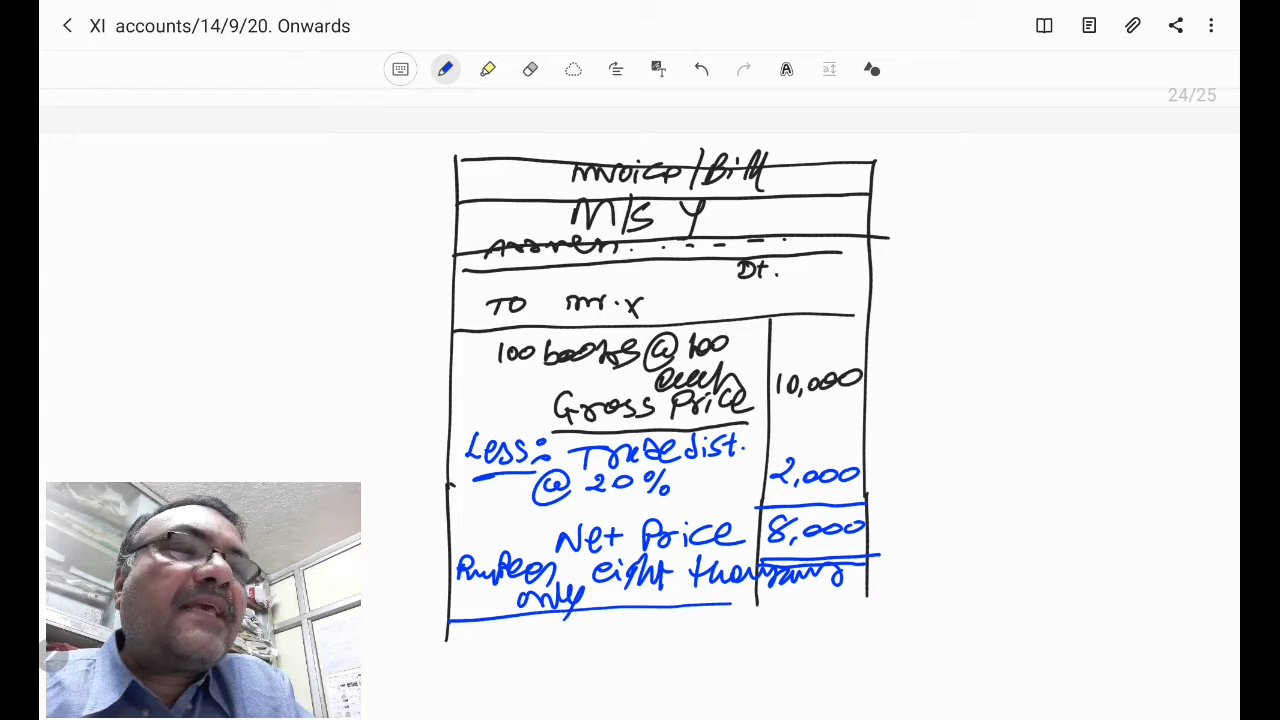 XI accounts/14/9/20. Onwards
24/25
Invoice/Bill
M/S Y
Address. . - - - .
Dt.
TO Mr. X
100 books @ 100
each
10,000
Gross Price
Less: Trade dist.
@ 20% 2,000
Net Price 8,000
Rupees eight thousand
only